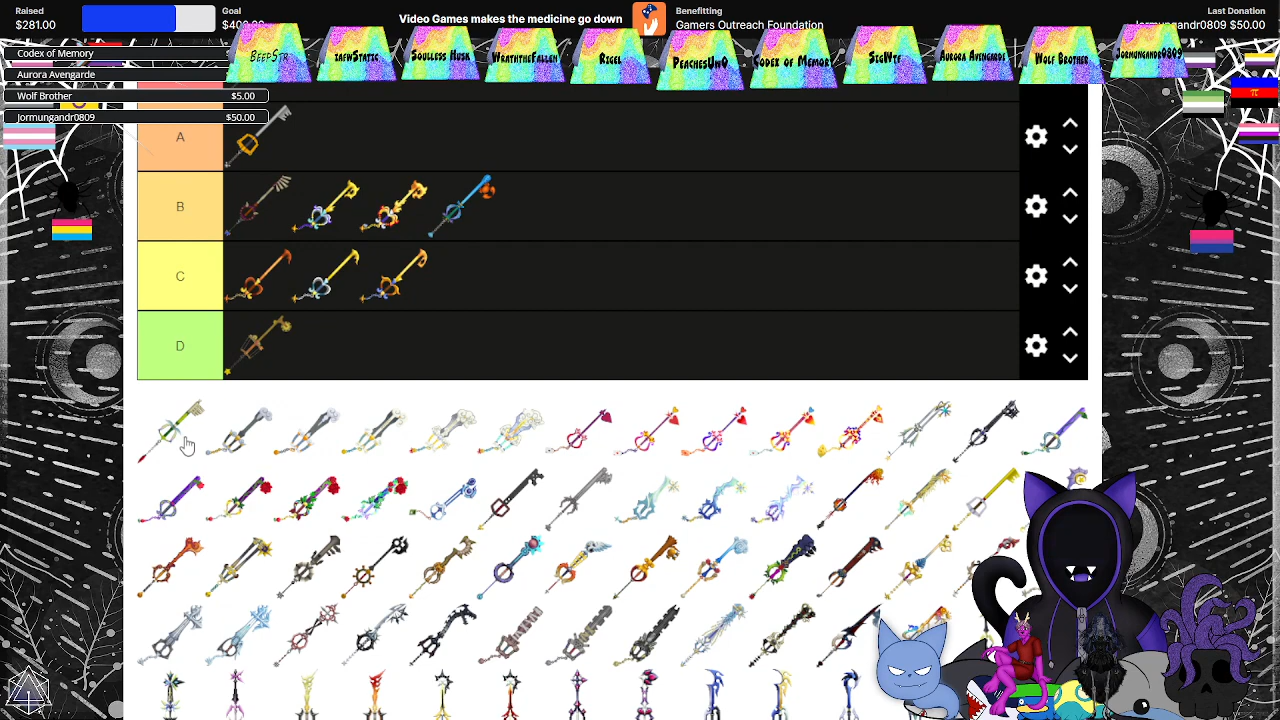 Raised
$281.00
Goal
$400.00
Video Games makes the medicine go down
Benefitting
Gamers Outreach Foundation
Last Donation
Jormungandr0809 $50.00
Codex of Memory
Aurora Avengarde
Wolf Brother $5.00
Jormungandr0809 $50.00
BeepStr
zaewStatic
Soulless Husk
WraththeFallen
Rigel
PeachesUwU
Codex of Memory
SigWtf
Aurora Avengarde
Wolf Brother
Jormungandr0809
A
B
C
D
π